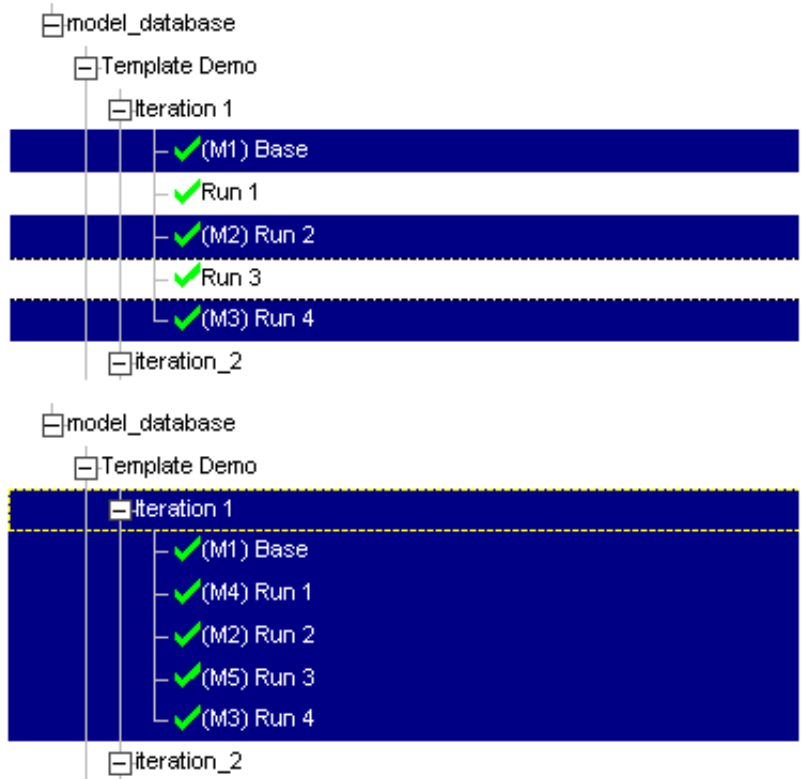 model_database
Template Demo
Iteration 1
(M1) Base
Run 1
(M2) Run 2
Run 3
(M3) Run 4
iteration_2
model_database
Template Demo
Iteration 1
(M1) Base
(M4) Run 1
(M2) Run 2
(M5) Run 3
(M3) Run 4
iteration_2